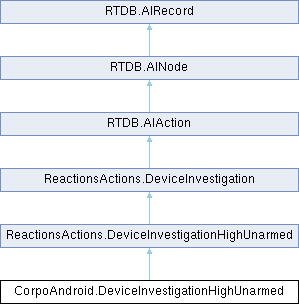 RTDB.AIRecord
RTDB.AINode
RTDB.AIAction
ReactionsActions.DeviceInvestigation
ReactionsActions.DeviceInvestigationHighUnarmed
CorpoAndroid.DeviceInvestigationHighUnarmed